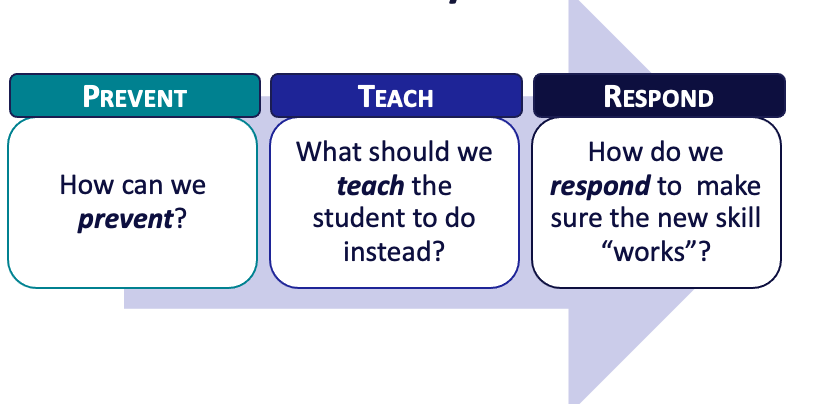 PREVENT
How can we
prevent?
TEACH
What should we
teach the
student to do
instead?
RESPOND
How do we
respond to make
sure the new skill
“works”?